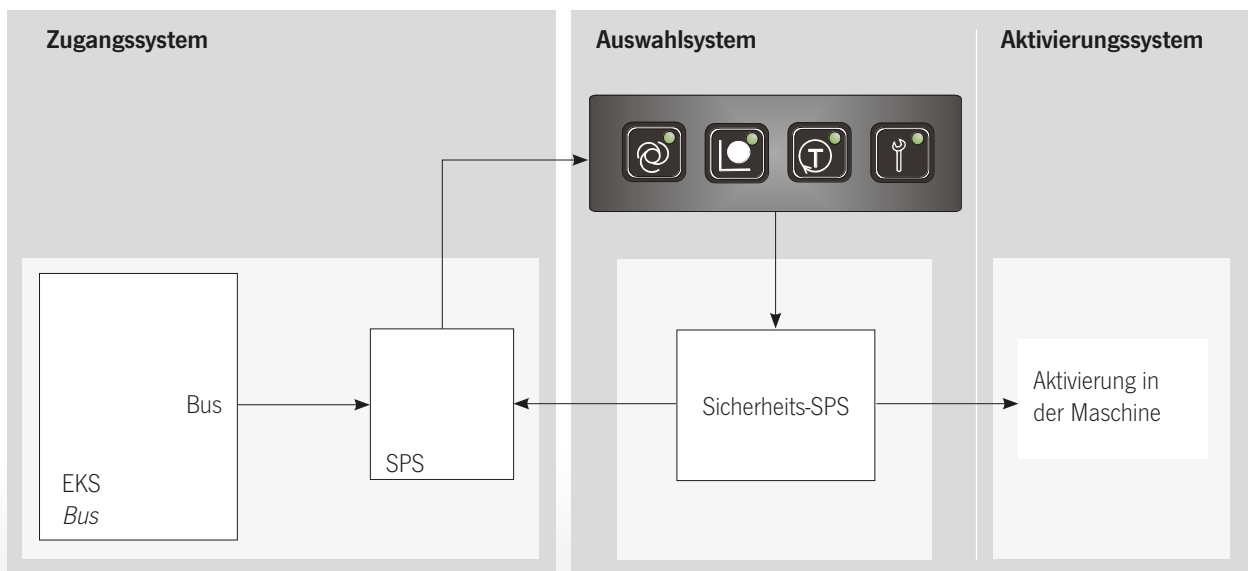 Zugangssystem
Auswahlsystem
Aktivierungssystem
T
Bus
EKS
Bus
SPS
Sicherheits-SPS
Aktivierung in
der Maschine